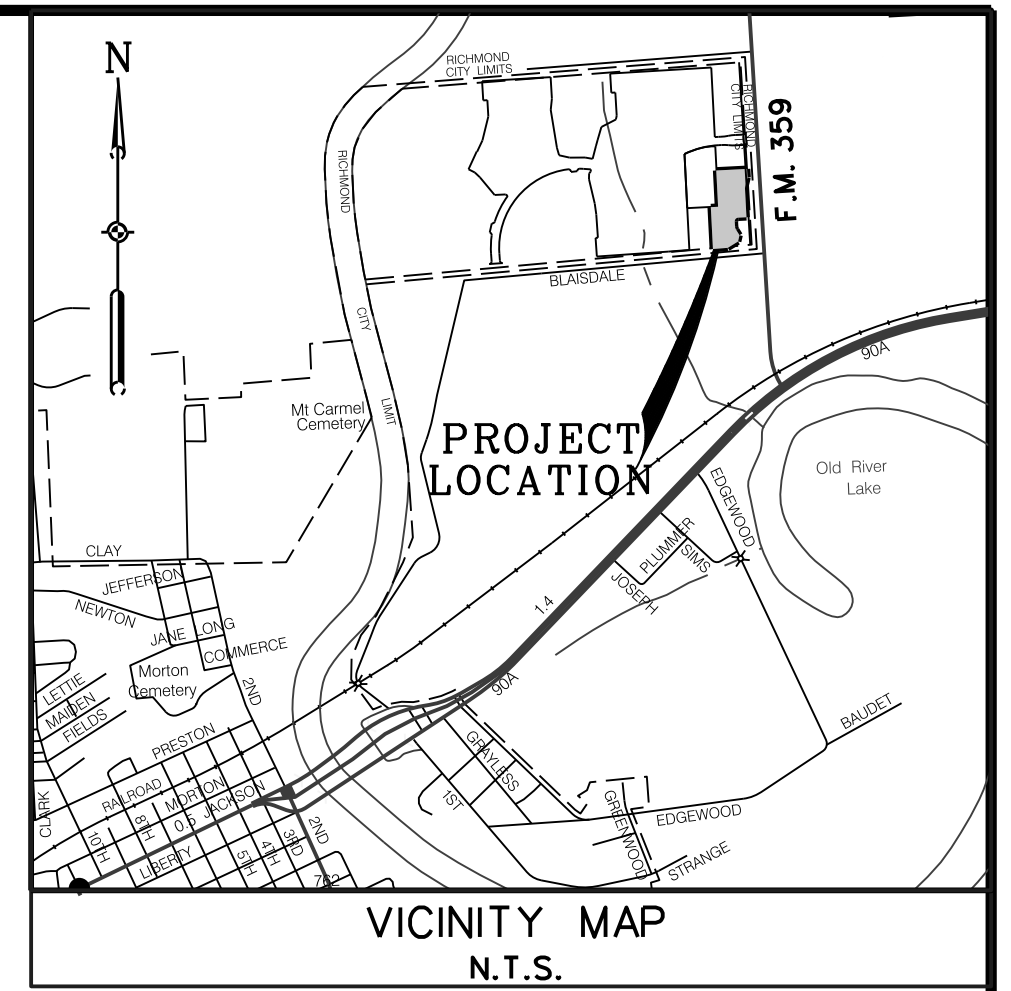 N
RICHMOND
CITY LIMITS
RICHMOND
CITY LIMITS
F.M. 359
RICHMOND
CITY
LIMIT
BLAISDALE
90A
Mt Carmel
Cemetery
PROJECT
LOCATION
Old River
Lake
EDGEWOOD
PLUMMER
SIMS
JOSEPH
1.4
CLAY
JEFFERSON
NEWTON
JANE LONG
COMMERCE
Morton
Cemetery
2ND
LETTIE
MAIDEN
FIELDS
90A
BAUDET
PRESTON
GRAYLESS
RAILROAD
MORTON
0.5 JACKSON
1ST
CLARK
10TH
8TH
LIBERTY
5TH
4TH
3RD
2ND
762
GREENWOOD
EDGEWOOD
STRANGE
VICINITY MAP
N.T.S.